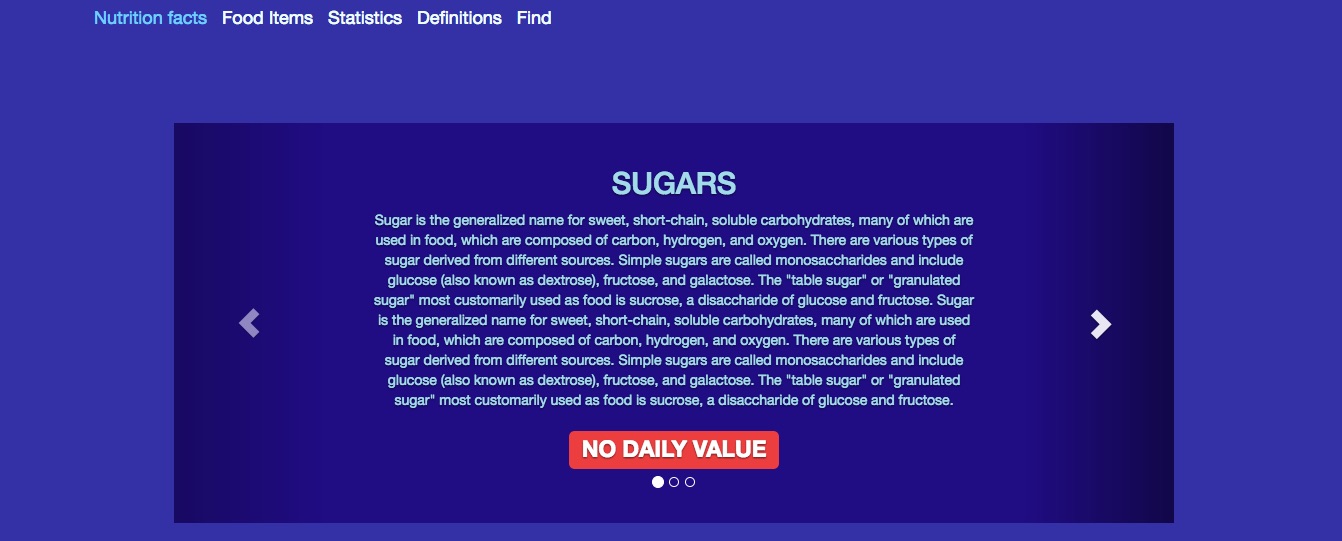 Nutrition facts Food Items Statistics Definitions Find
SUGARS
Sugar is the generalized name for sweet, short-chain, soluble carbohydrates, many of which are
used in food, which are composed of carbon, hydrogen, and oxygen. There are various types of
sugar derived from different sources. Simple sugars are called monosaccharides and include
glucose (also known as dextrose), fructose, and galactose. The "table sugar" or "granulated
sugar" most customarily used as food is sucrose, a disaccharide of glucose and fructose. Sugar
is the generalized name for sweet, short-chain, soluble carbohydrates, many of which are used
in food, which are composed of carbon, hydrogen, and oxygen. There are various types of
sugar derived from different sources. Simple sugars are called monosaccharides and include
glucose (also known as dextrose), fructose, and galactose. The "table sugar" or "granulated
sugar" most customarily used as food is sucrose, a disaccharide of glucose and fructose.
NO DAILY VALUE